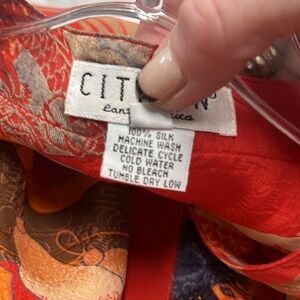 CIT N®
100% SILK
MACHINE WASH
DELICATE CYCLE
COLD WATER
NO BLEACH
TUMBLE DRY LOW